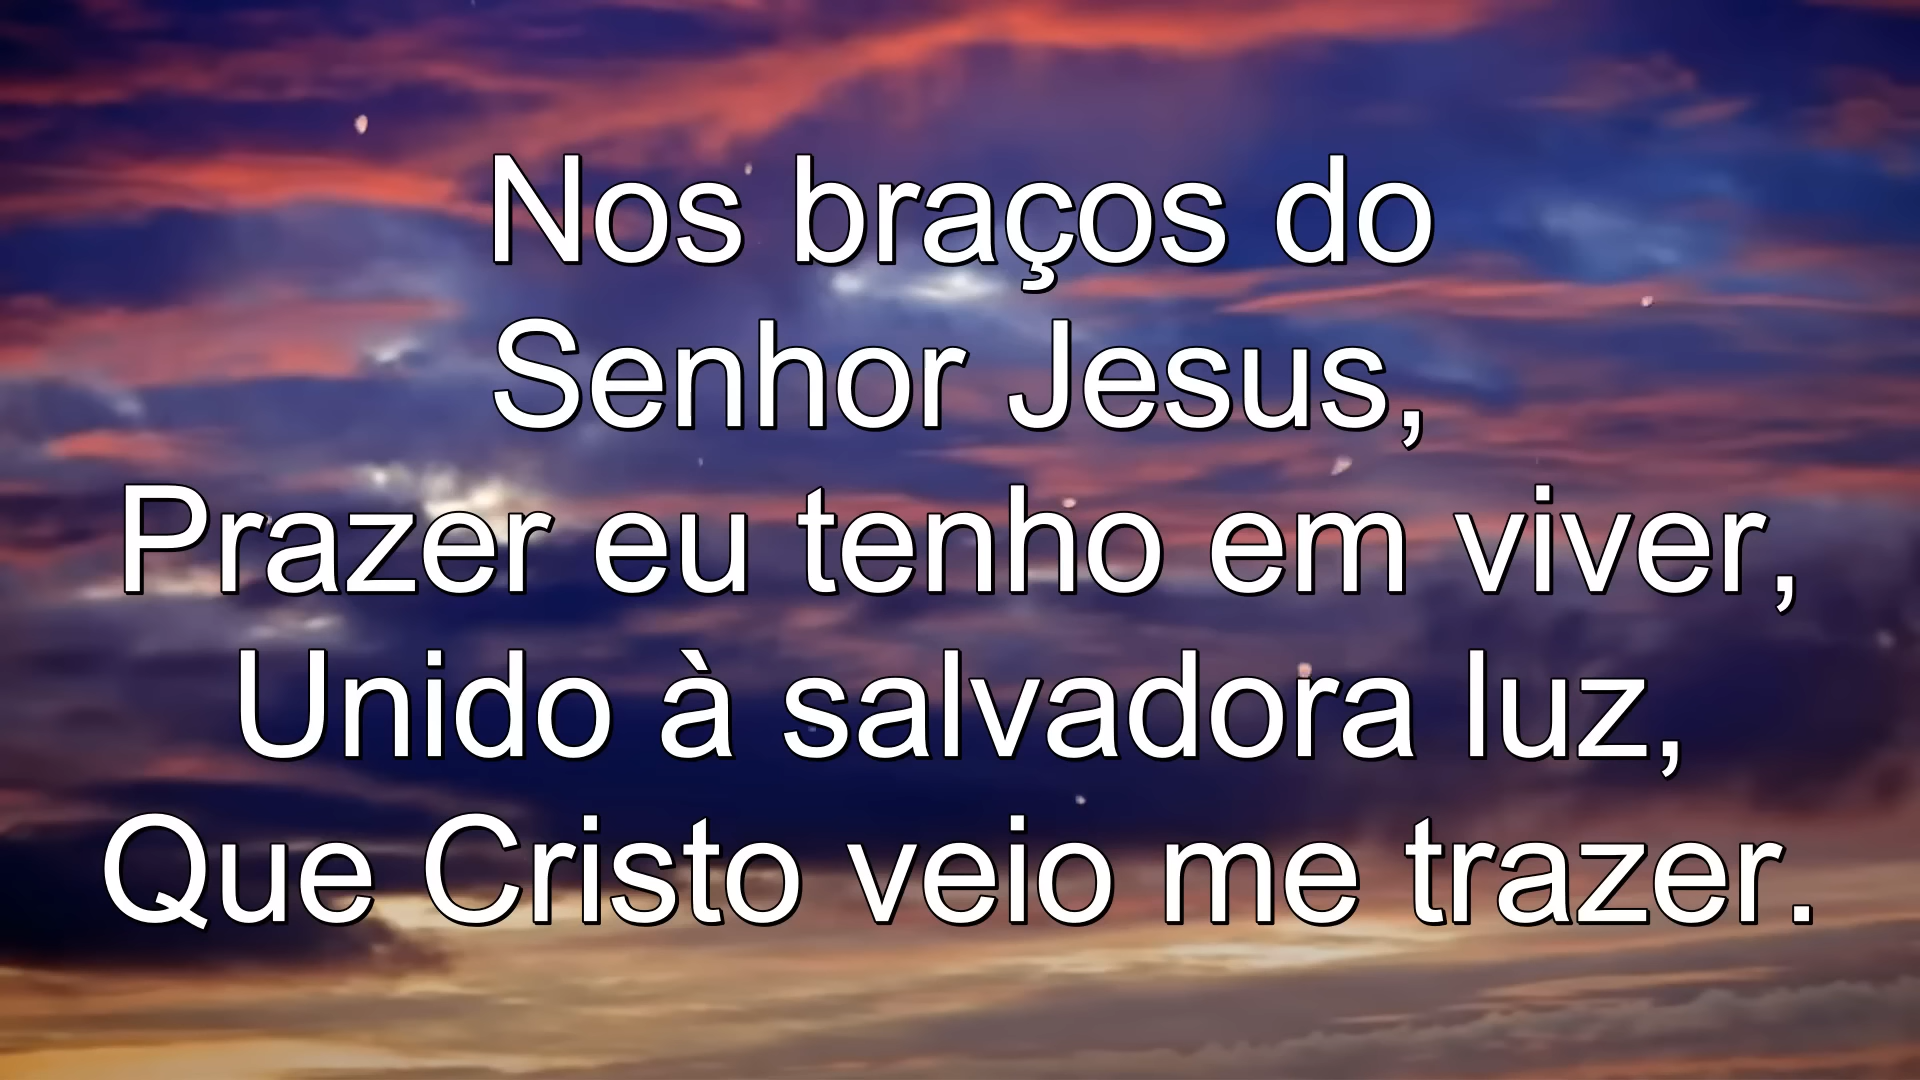 Nos braços do
Senhor Jesus,
Prazer eu tenho em viver,
Unido à salvadora luz,
Que Cristo veio me trazer.